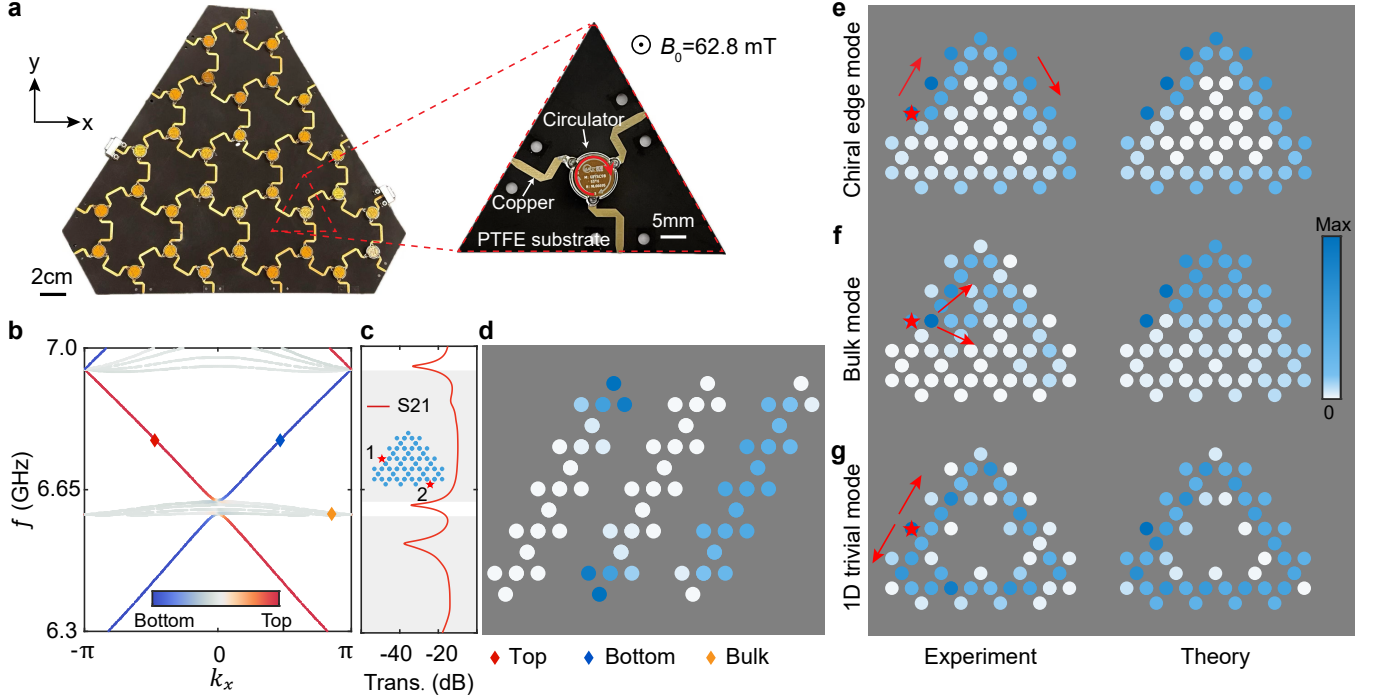 a
y
x
2cm
B0=62.8 mT
Circulator
Copper
PTFE substrate
5mm
b
f (GHz)
7.0
6.65
6.3
Bottom
Top
-π
0
π
kx
c
S21
1
2
-40
-20
Trans. (dB)
d
Top
Bottom
Bulk
e
Chiral edge mode
f
Bulk mode
Max
0
g
1D trivial mode
Experiment
Theory